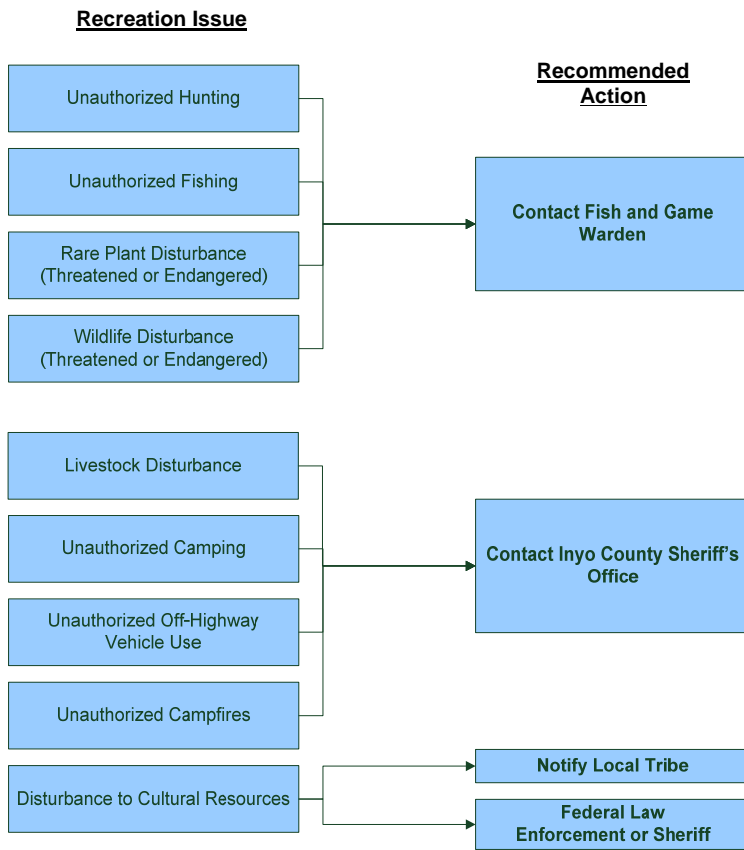 Recreation Issue
Unauthorized Hunting
Unauthorized Fishing
Rare Plant Disturbance
(Threatened or Endangered)
Wildlife Disturbance
(Threatened or Endangered)
Livestock Disturbance
Unauthorized Camping
Unauthorized Off-Highway
Vehicle Use
Unauthorized Campfires
Disturbance to Cultural Resources
Recommended
Action
Contact Fish and Game
Warden
Contact Inyo County Sheriff's
Office
Notify Local Tribe
Federal Law
Enforcement or Sheriff